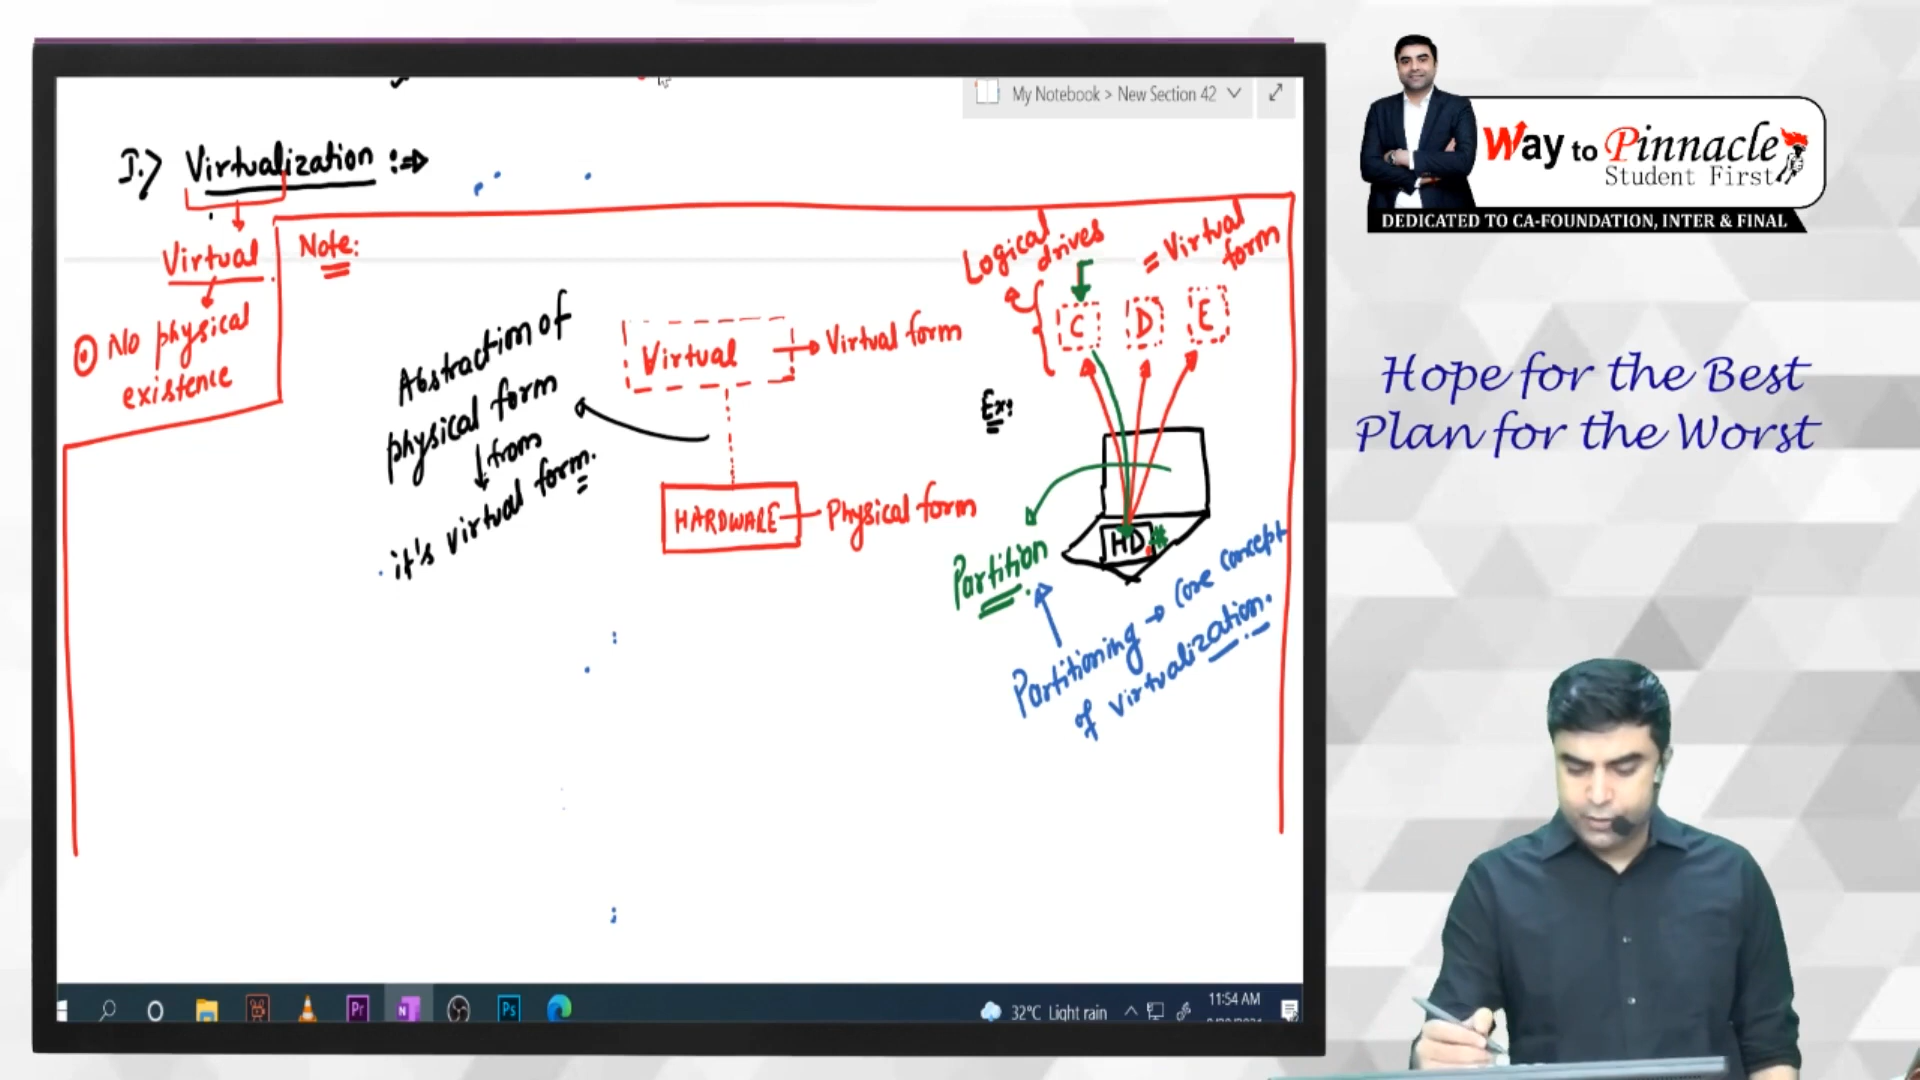 My Notebook > New Section 42
I.) Virtualization :⇒
Virtual
No physical
existence
Note:
Abstraction of
physical form
from
it's virtual form.
Virtual
Virtual form
HARDWARE
Physical form
Logical
drives
= Virtual
form
C
D
E
Ex:
HD
Partition
Partitioning → Core concept
of virtualization.
32°C Light rain
11:54 AM
Pr
N
Ps
Way to Pinnacle
Student First
DEDICATED TO CA-FOUNDATION, INTER & FINAL
Hope for the Best
Plan for the Worst